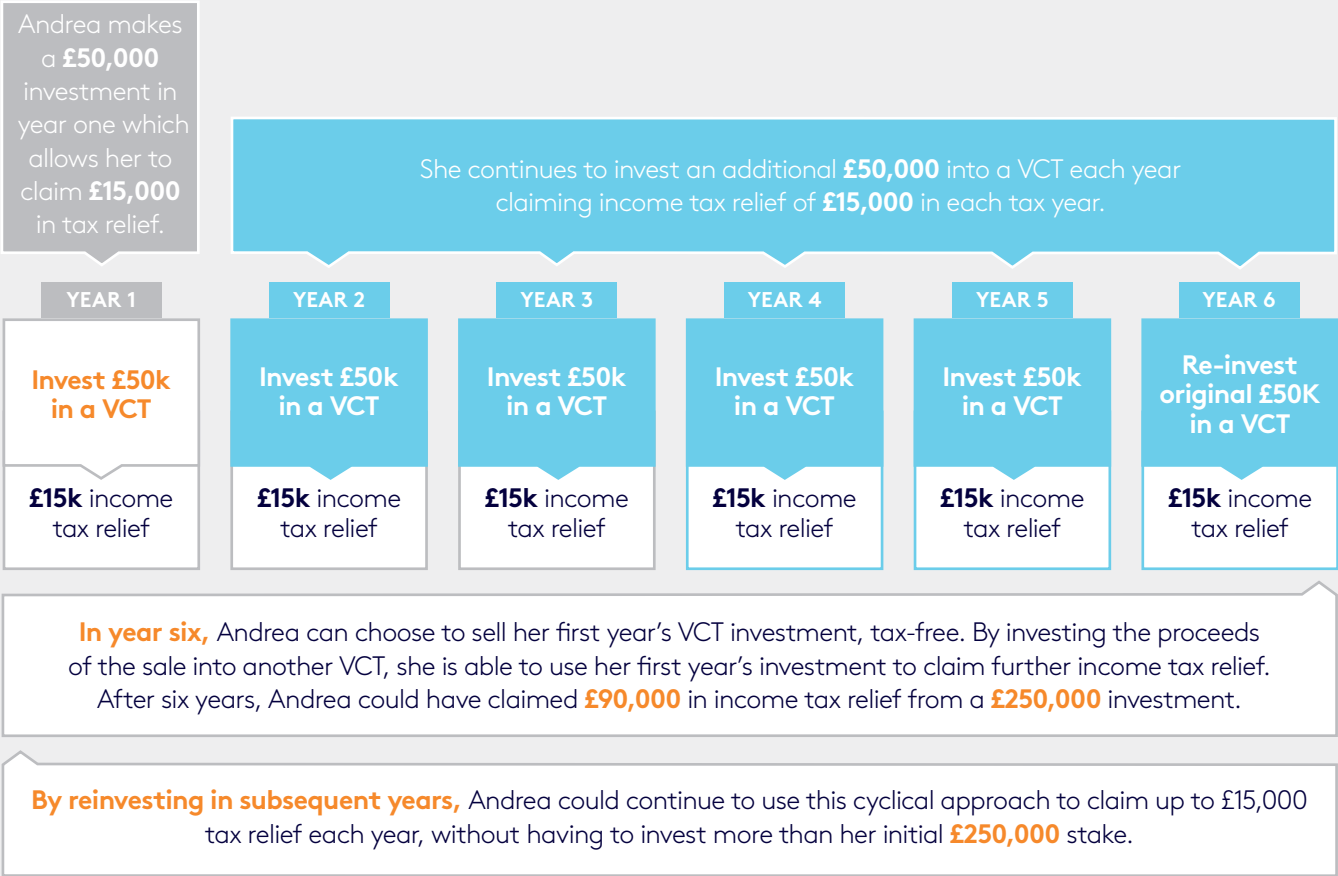 Andrea makes
a £50,000
investment in
year one which
allows her to
claim £15,000
in tax relief.
She continues to invest an additional £50,000 into a VCT each year
claiming income tax relief of £15,000 in each tax year.
YEAR 1
YEAR 2
YEAR 3
YEAR 4
YEAR 5
YEAR 6
Invest £50k
in a VCT
Invest £50k
in a VCT
Invest £50k
in a VCT
Invest £50k
in a VCT
Invest £50k
in a VCT
Re-invest
original £50K
in a VCT
£15k income
tax relief
£15k income
tax relief
£15k income
tax relief
£15k income
tax relief
£15k income
tax relief
£15k income
tax relief
In year six, Andrea can choose to sell her first year's VCT investment, tax-free. By investing the proceeds
of the sale into another VCT, she is able to use her first year's investment to claim further income tax relief.
After six years, Andrea could have claimed £90,000 in income tax relief from a £250,000 investment.
By reinvesting in subsequent years, Andrea could continue to use this cyclical approach to claim up to £15,000
tax relief each year, without having to invest more than her initial £250,000 stake.